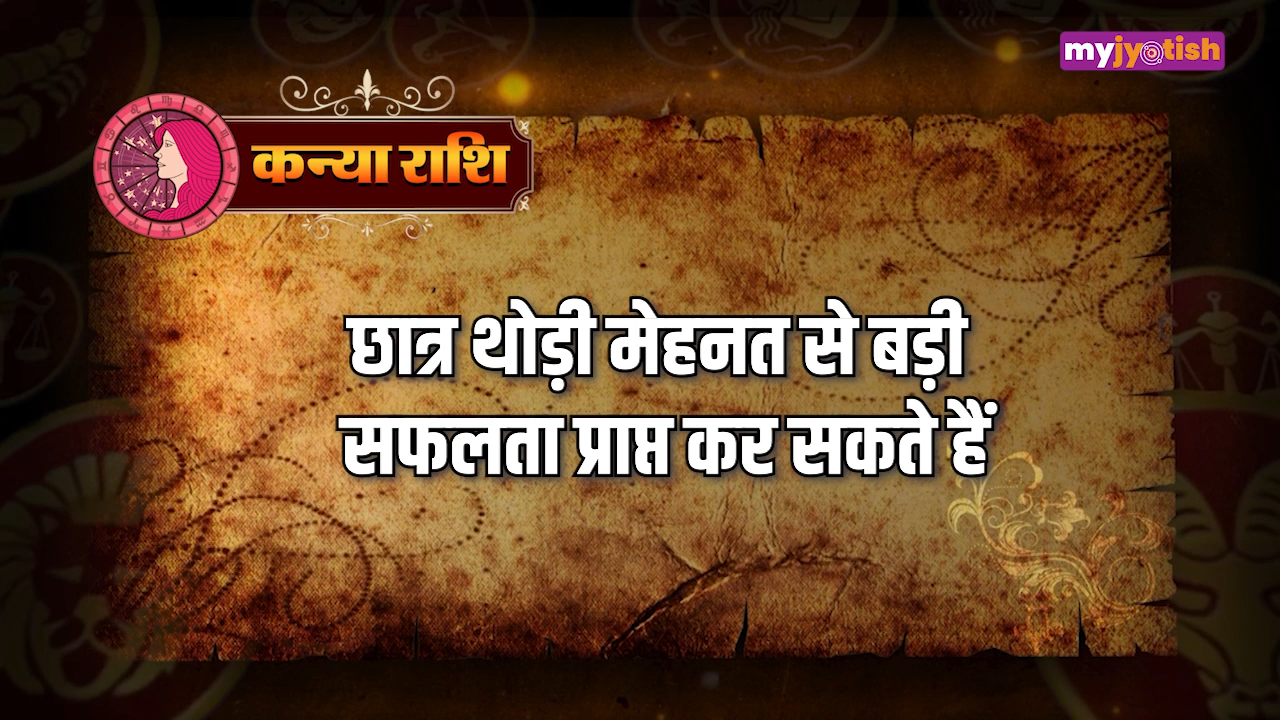 myjyotish
कन्या राशि
छात्र थोड़ी मेहनत से बड़ी
सफलता प्राप्त कर सकते हैं